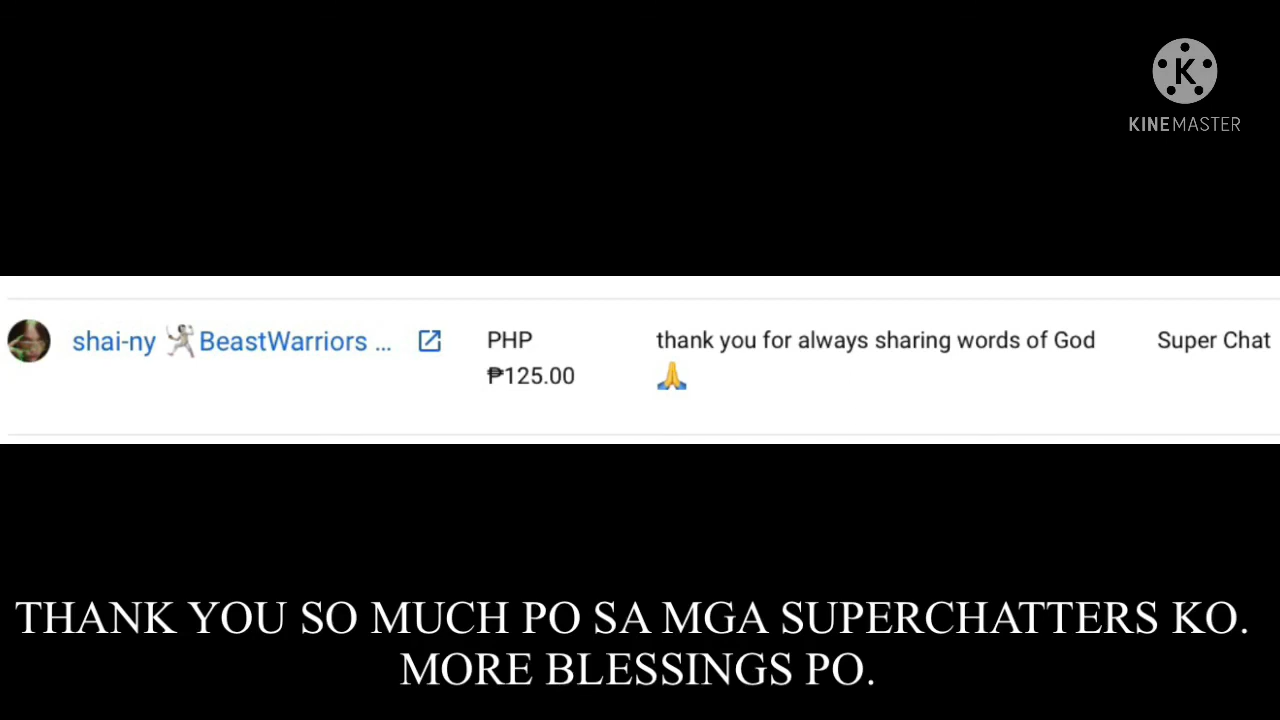 KINEMASTER
shai-ny 🤺BeastWarriors ...
PHP
₱125.00
thank you for always sharing words of God
🙏
Super Chat
THANK YOU SO MUCH PO SA MGA SUPERCHATTERS KO.
MORE BLESSINGS PO.